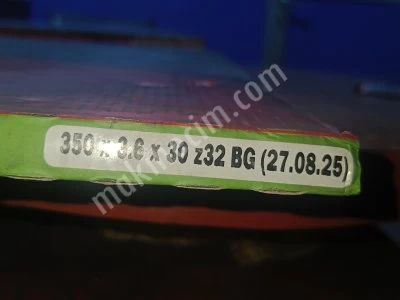 350 x 3.6 x 30 z32 BG (27.08.25)
makinecim.com